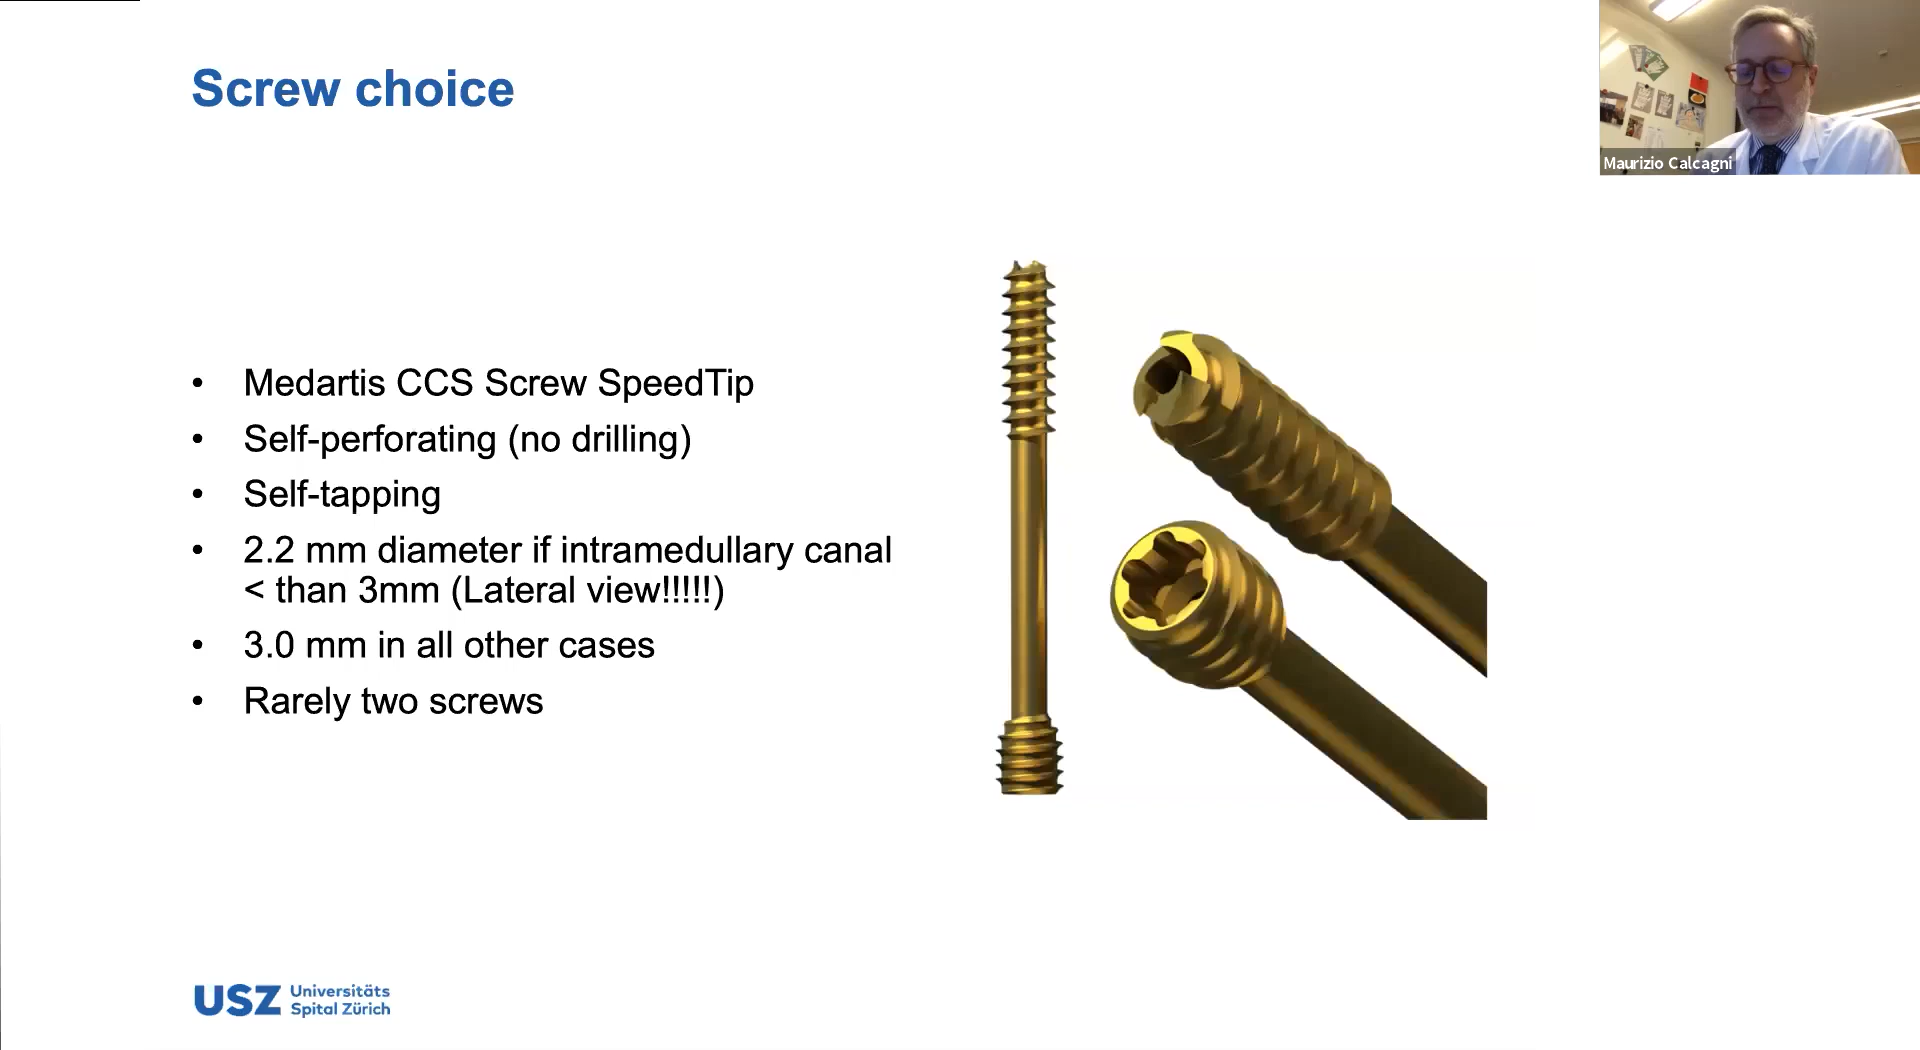 Screw choice
Maurizio Calcagni
• Medartis CCS Screw SpeedTip
• Self-perforating (no drilling)
• Self-tapping
• 2.2 mm diameter if intramedullary canal
< than 3mm (Lateral view!!!!!)
• 3.0 mm in all other cases
• Rarely two screws
USZ Universitäts
Spital Zürich